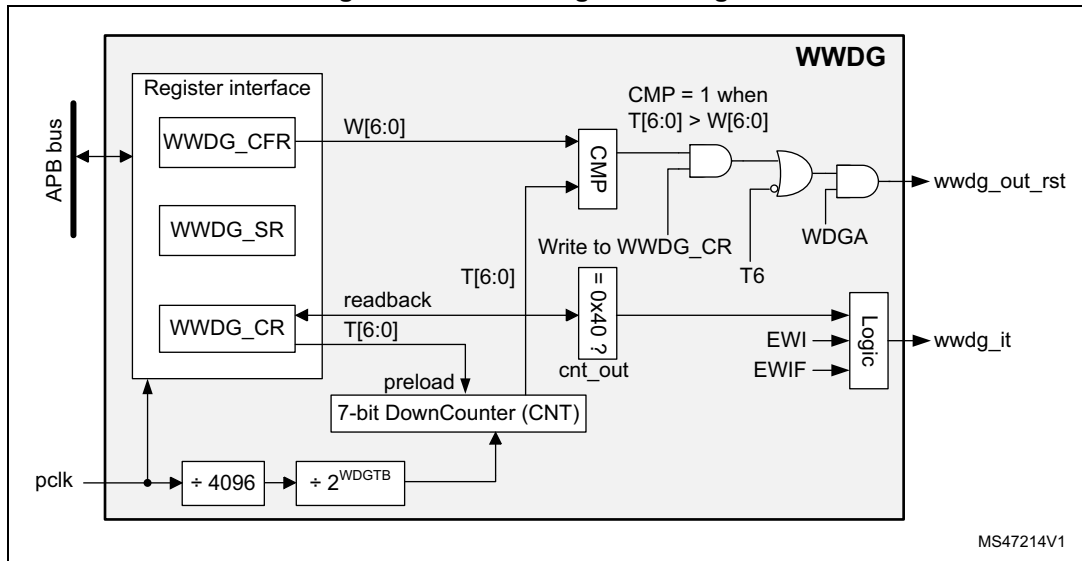 WWDG
Register interface
CMP = 1 when
T[6:0] > W[6:0]
APB bus
WWDG_CFR
W[6:0]
CMP
wwdg_out_rst
WWDG_SR
Write to WWDG_CR
WDGA
T6
T[6:0]
readback
WWDG_CR
T[6:0]
= 0x40 ?
cnt_out
Logic
EWI
EWIF
wwdg_it
preload
7-bit DownCounter (CNT)
pclk
÷ 4096
÷ 2WDGTB
MS47214V1